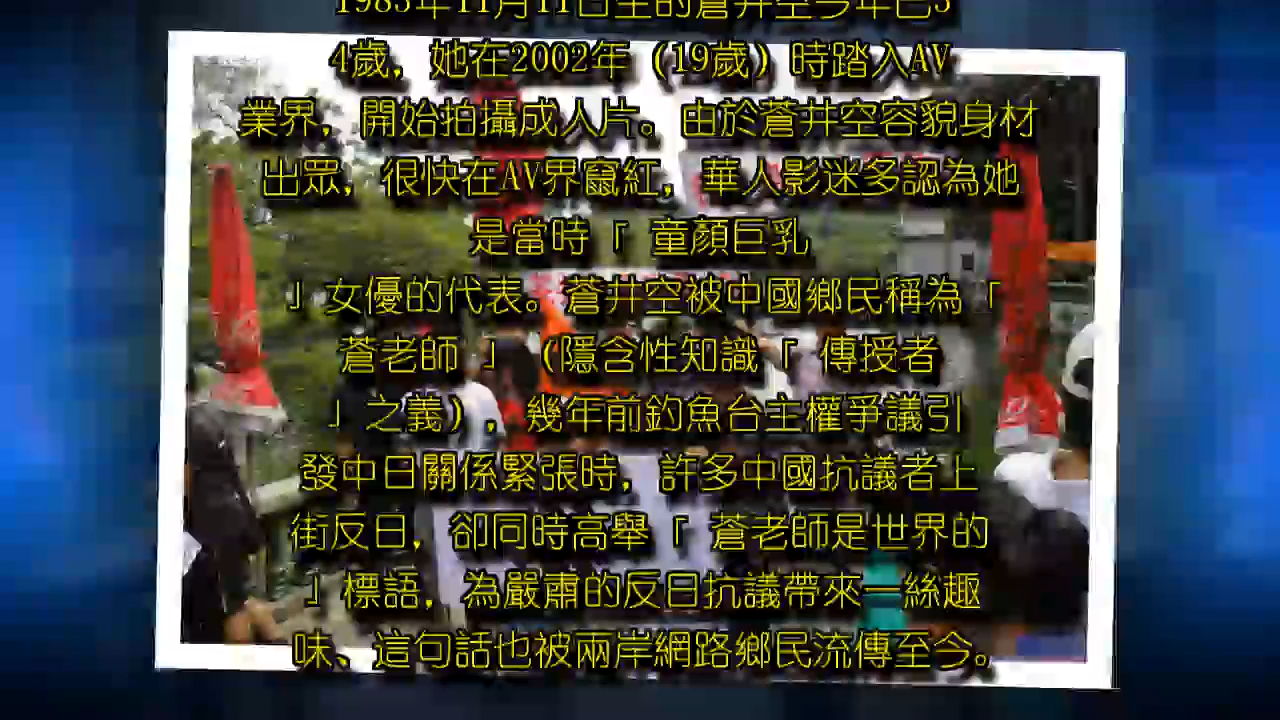 1983年11月11日生的蒼井空今年已3
4歲，她在2002年（19歲）時踏入AV
業界，開始拍攝成人片。由於蒼井空容貌身材
出眾，很快在AV界竄紅，華人影迷多認為她
是當時「 童顏巨乳
」女優的代表。蒼井空被中國鄉民稱為「
蒼老師 」（隱含性知識「 傳授者
」之義），幾年前釣魚台主權爭議引
發中日關係緊張時，許多中國抗議者上
街反日，卻同時高舉「 蒼老師是世界的
」標語，為嚴肅的反日抗議帶來一絲趣
味、這句話也被兩岸網路鄉民流傳至今。